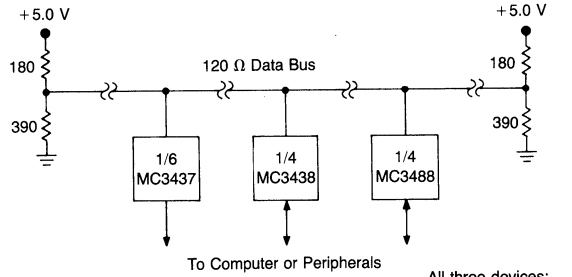 +5.0 V
+5.0 V
180
120 Ω Data Bus
180
390
390
1/6
MC3437
1/4
MC3438
1/4
MC3488
To Computer or Peripherals
All three devices: